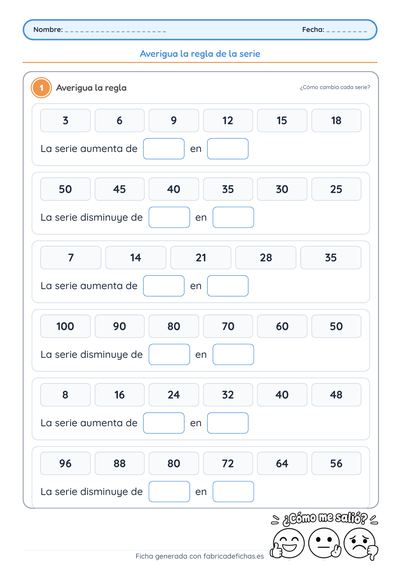 Nombre: Fecha:
Averigua la regla de la serie
1 Averigua la regla ¿Cómo cambia cada serie?
3 6 9 12 15 18
La serie aumenta de en
50 45 40 35 30 25
La serie disminuye de en
7 14 21 28 35
La serie aumenta de en
100 90 80 70 60 50
La serie disminuye de en
8 16 24 32 40 48
La serie aumenta de en
96 88 80 72 64 56
La serie disminuye de en
¿Cómo me salió?
Ficha generada con fabricadefichas.es